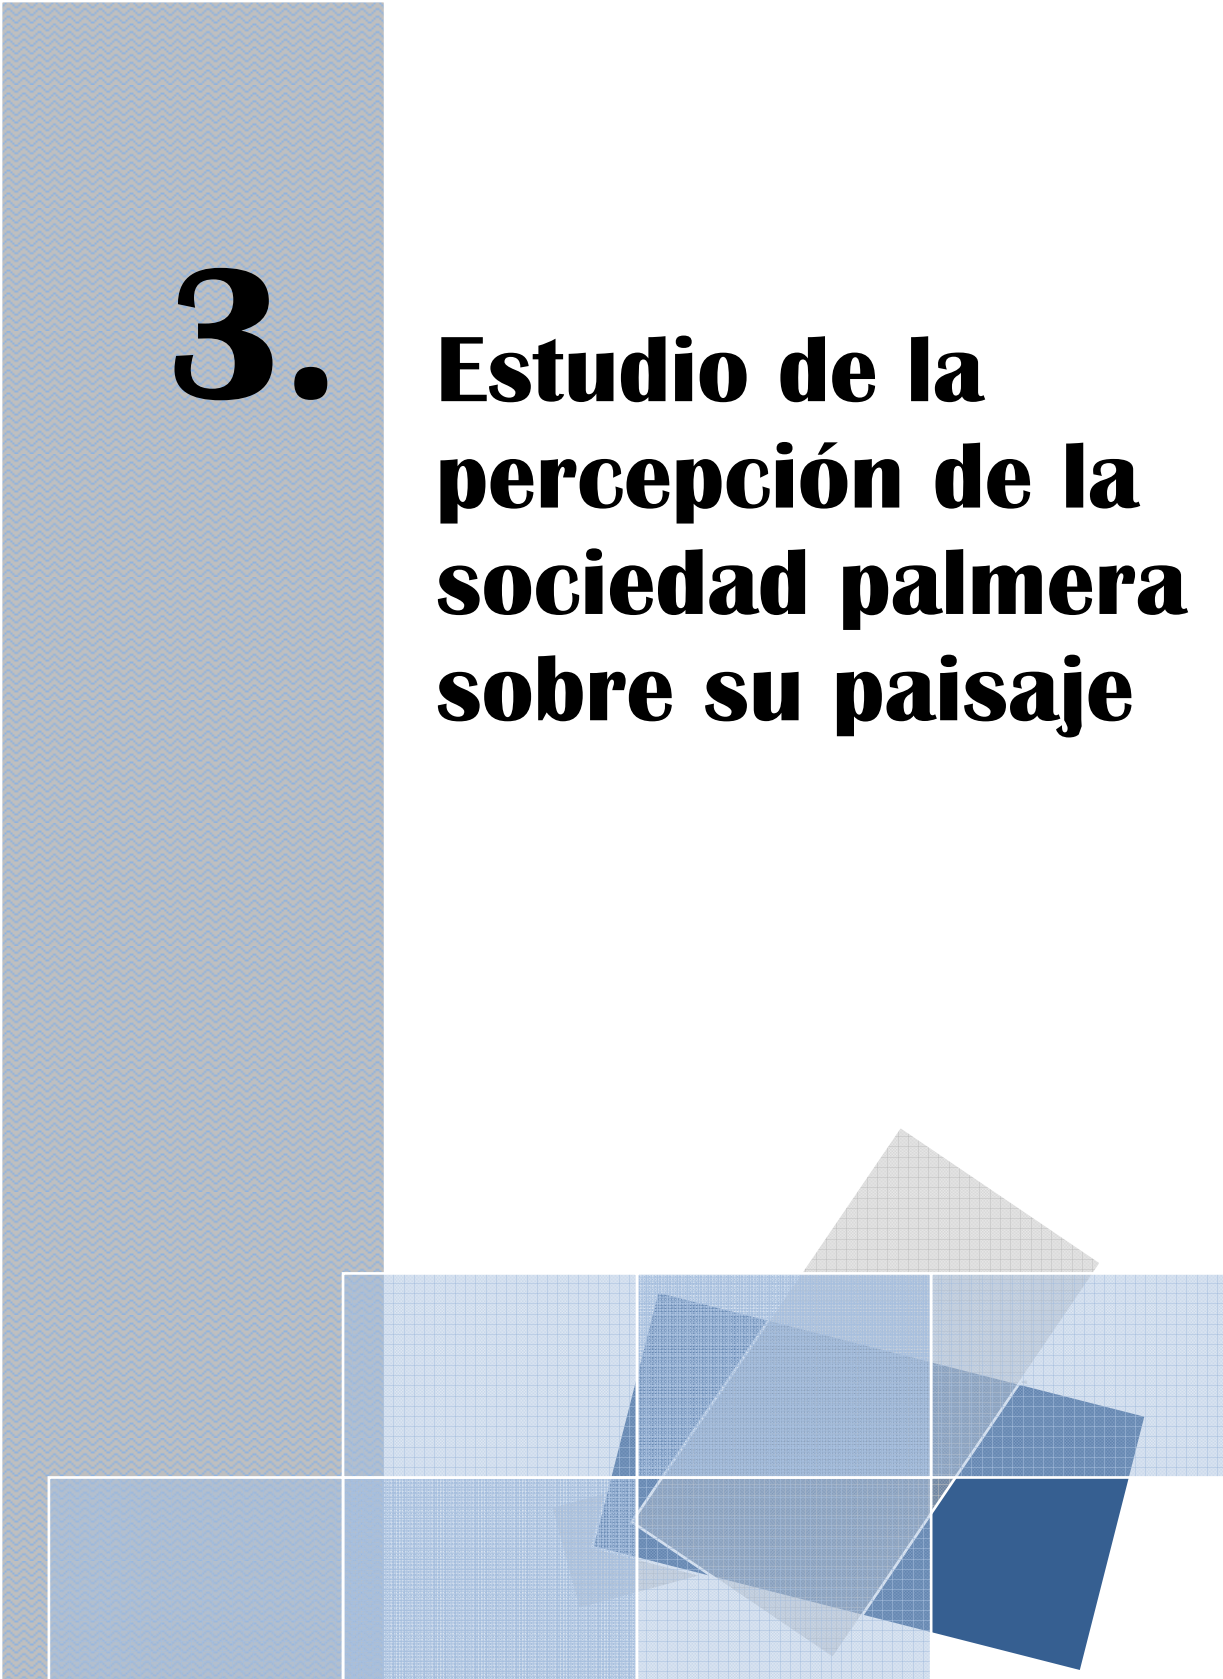 3.
Estudio de la
percepción de la
sociedad palmera
sobre su paisaje